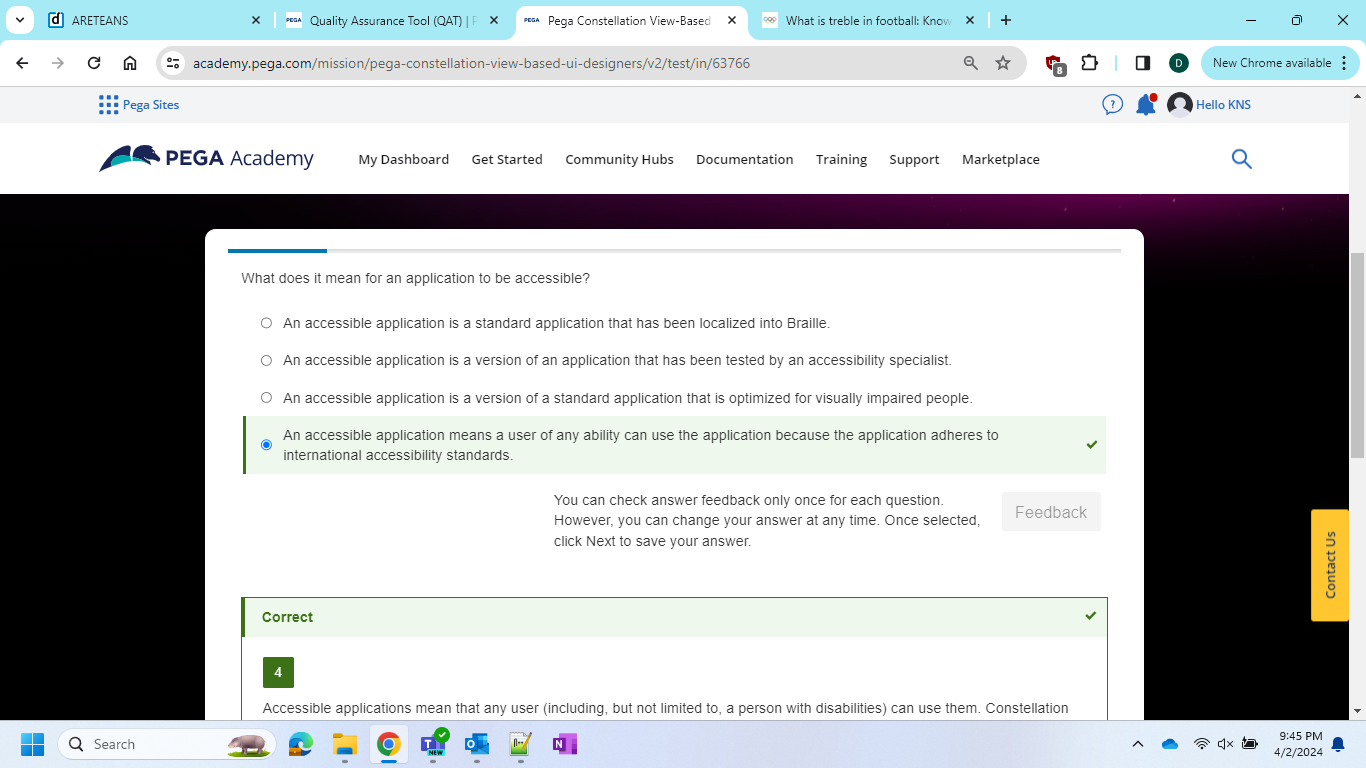 ARETEANS
PEGA Quality Assurance Tool (QAT) | P
PEGA Pega Constellation View-Based
What is treble in football: Know
academy.pega.com/mission/pega-constellation-view-based-ui-designers/v2/test/in/63766
8
D
New Chrome available
Pega Sites
?
Hello KNS
PEGA Academy
My Dashboard
Get Started
Community Hubs
Documentation
Training
Support
Marketplace
What does it mean for an application to be accessible?
An accessible application is a standard application that has been localized into Braille.
An accessible application is a version of an application that has been tested by an accessibility specialist.
An accessible application is a version of a standard application that is optimized for visually impaired people.
An accessible application means a user of any ability can use the application because the application adheres to
international accessibility standards.
You can check answer feedback only once for each question.
However, you can change your answer at any time. Once selected,
click Next to save your answer.
Feedback
Contact Us
Correct
4
Accessible applications mean that any user (including, but not limited to, a person with disabilities) can use them. Constellation
Search
NEW
9:45 PM
4/2/2024